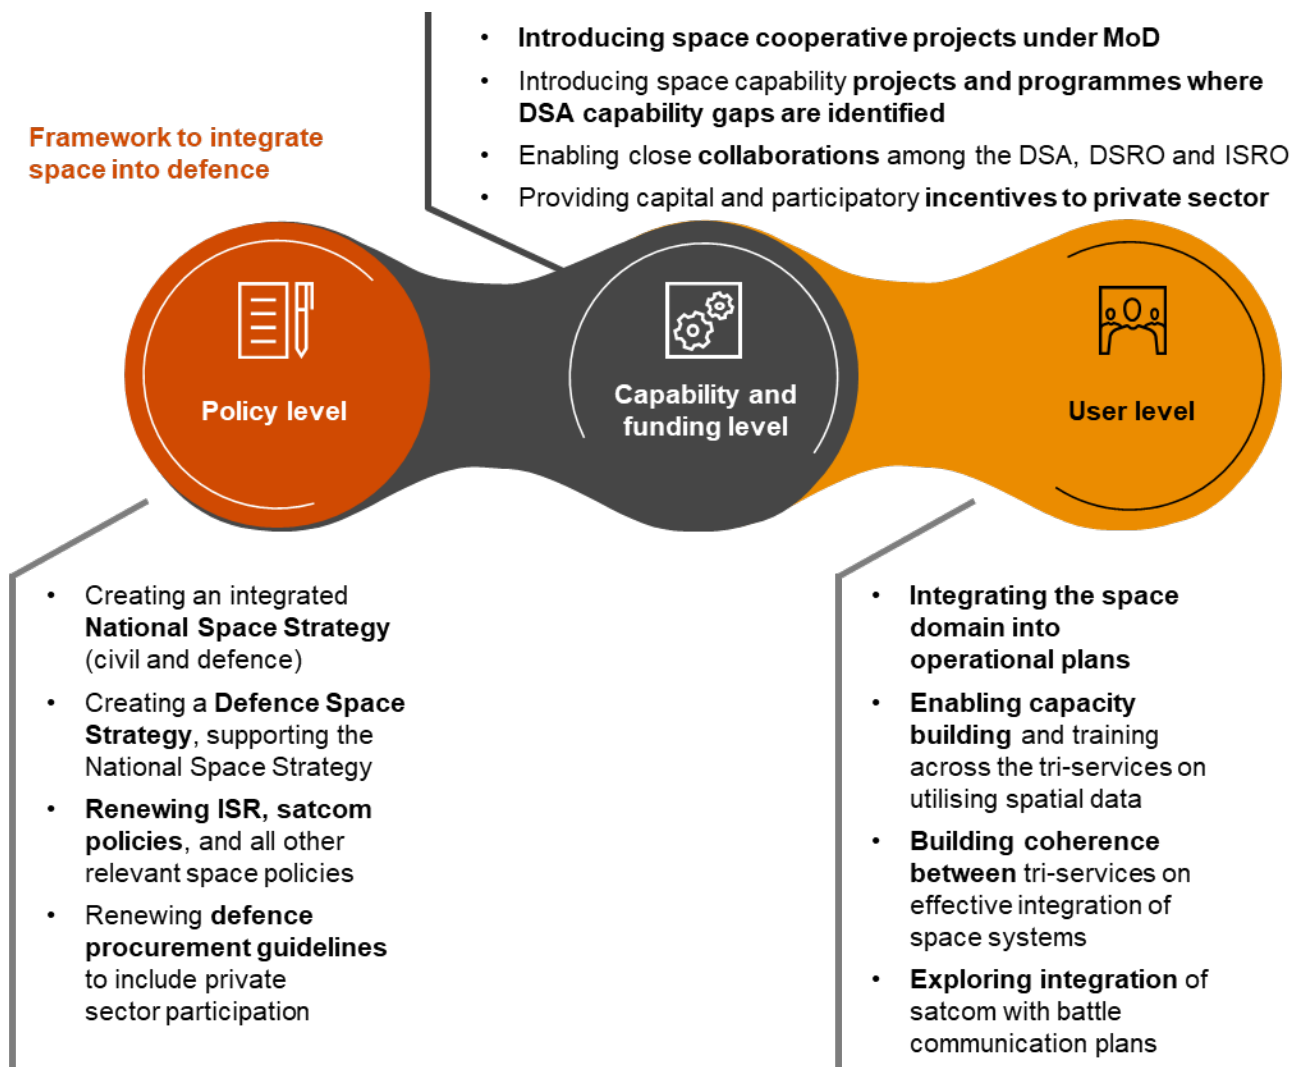 • Introducing space cooperative projects under MoD
• Introducing space capability projects and programmes where
DSA capability gaps are identified
• Enabling close collaborations among the DSA, DSRO and ISRO
• Providing capital and participatory incentives to private sector
Framework to integrate
space into defence
Policy level
Capability and
funding level
User level
• Creating an integrated
National Space Strategy
(civil and defence)
• Creating a Defence Space
Strategy, supporting the
National Space Strategy
• Renewing ISR, satcom
policies, and all other
relevant space policies
• Renewing defence
procurement guidelines
to include private
sector participation
• Integrating the space
domain into
operational plans
• Enabling capacity
building and training
across the tri-services on
utilising spatial data
• Building coherence
between tri-services on
effective integration of
space systems
• Exploring integration of
satcom with battle
communication plans